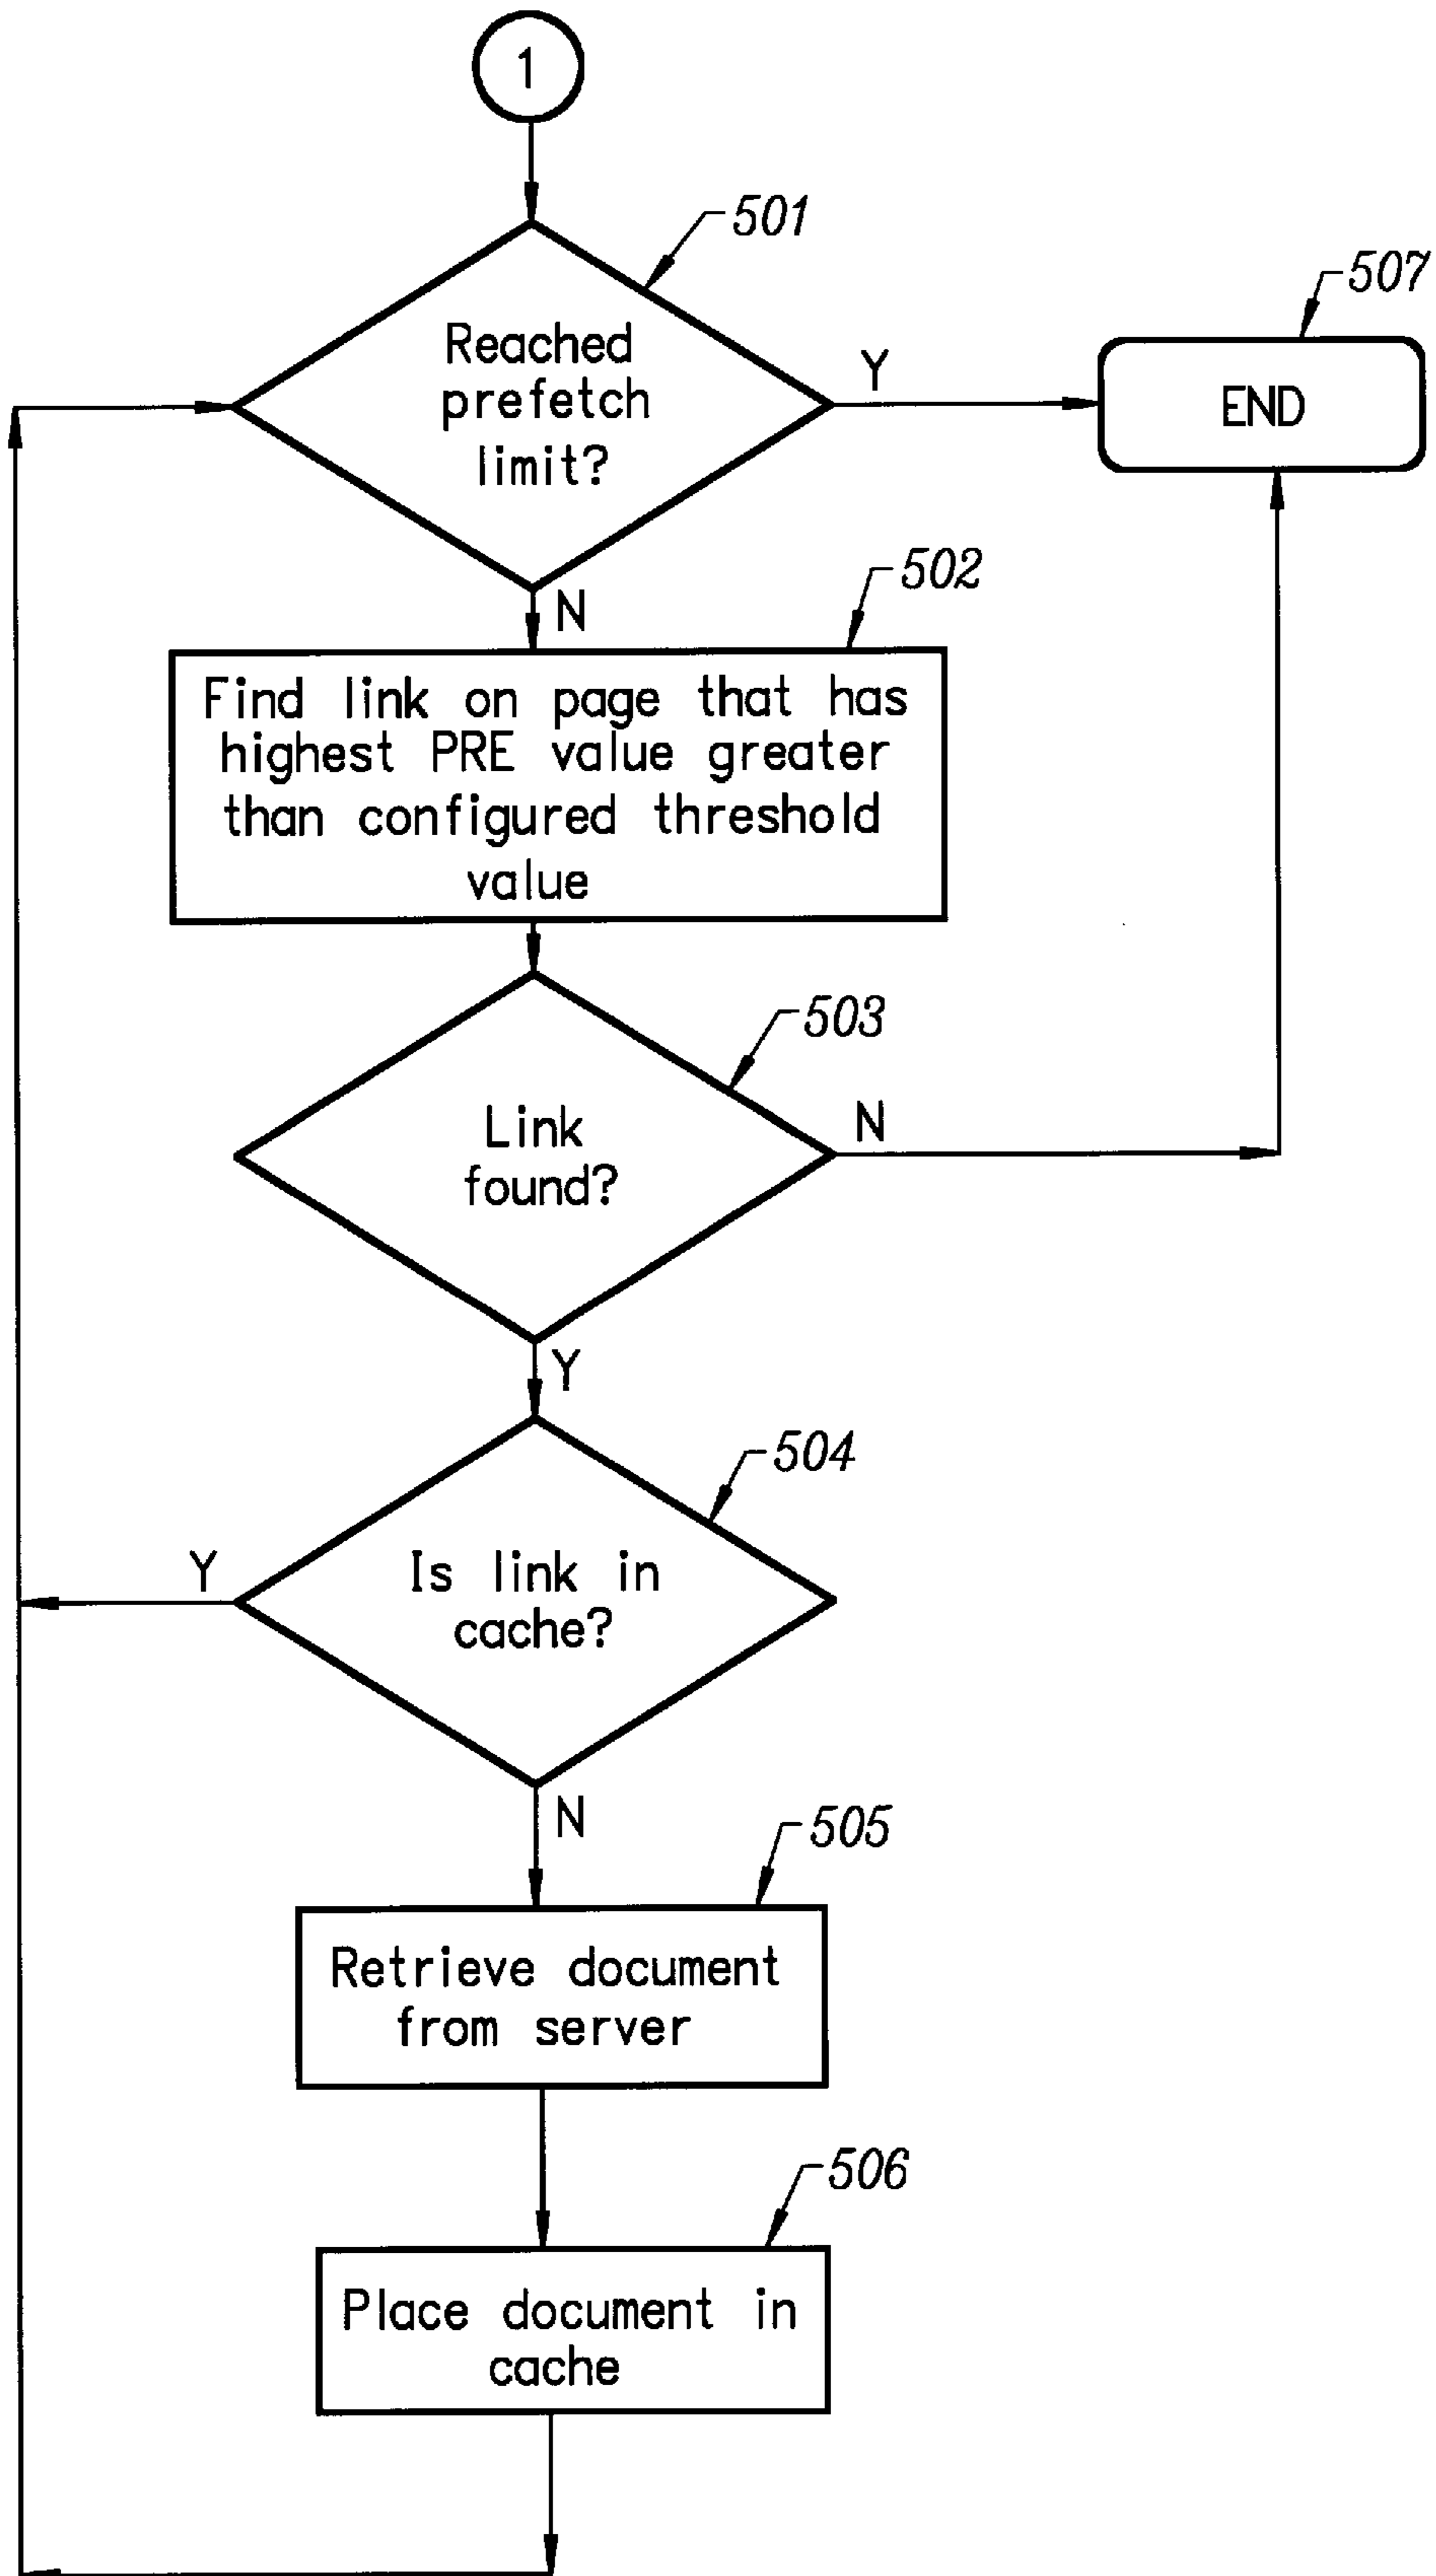 1
501
Reached
prefetch
limit?
Y
507
END
N
502
Find link on page that has
highest PRE value greater
than configured threshold
value
503
Link
found?
N
Y
504
Is link in
cache?
Y
N
505
Retrieve document
from server
506
Place document in
cache